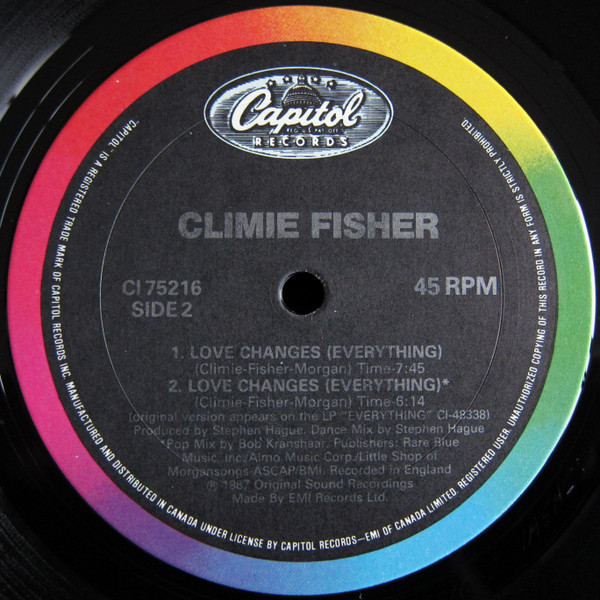 Capitol
REG. U.S. PAT. OFF.
RECORDS
CLIMIE FISHER
CI 75216
45 RPM
SIDE 2
1. LOVE CHANGES (EVERYTHING)
(Climie-Fisher-Morgan) Time-7:45
2. LOVE CHANGES (EVERYTHING)*
(Climie-Fisher-Morgan) Time-6:14
(original version appears on the LP "EVERYTHING" CI-48338)
Produced by Stephen Hague. Dance Mix by Stephen Hague
*Pop Mix by Bob Kranshaar. Publishers: Rare Blue
Music, Inc/Almo Music Corp./Little Shop of
Morgansongs-ASCAP/BMI. Recorded in England
℗ 1987 Original Sound Recordings
Made By EMI Records Ltd.
"CAPITOL" IS A REGISTERED TRADE MARK OF CAPITOL RECORDS INC. MANUFACTURED AND DISTRIBUTED IN CANADA UNDER LICENSE BY CAPITOL RECORDS—EMI OF CANADA LIMITED, REGISTERED USER. UNAUTHORIZED COPYING OF THIS RECORD IN ANY FORM IS STRICTLY PROHIBITED